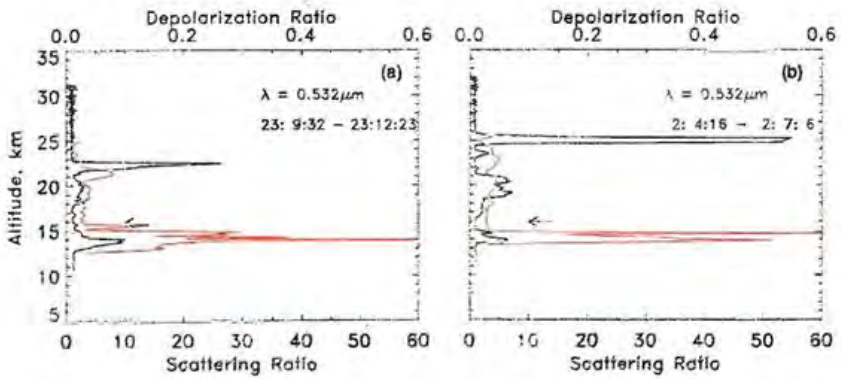 Depolarization Ratio
0.0 0.2 0.4 0.6
(a)
λ = 0.532μm
23: 9:32 – 23:12:23
35
30
25
20
15
10
5
Altitude, km
0 10 20 30 40 50 60
Scattering Ratio
Depolarization Ratio
0.0 0.2 0.4 0.6
(b)
λ = 0.532μm
2: 4:16 – 2: 7: 6
0 10 20 30 40 50 60
Scattering Ratio